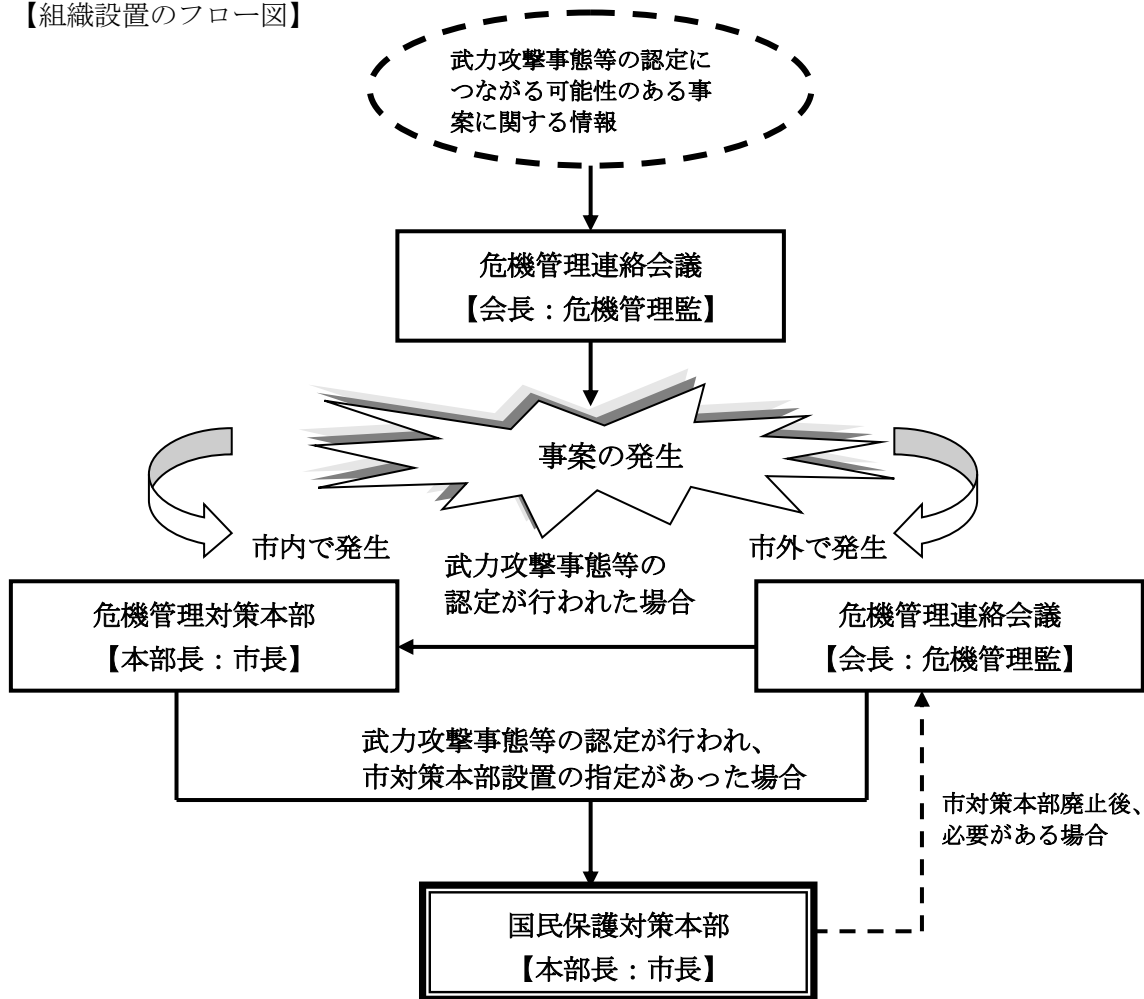 【組織設置のフロー図】
武力攻撃事態等の認定に
つながる可能性のある事
案に関する情報
危機管理連絡会議
【会長：危機管理監】
事案の発生
市内で発生
市外で発生
武力攻撃事態等の
認定が行われた場合
危機管理対策本部
【本部長：市長】
危機管理連絡会議
【会長：危機管理監】
武力攻撃事態等の認定が行われ、
市対策本部設置の指定があった場合
市対策本部廃止後、
必要がある場合
国民保護対策本部
【本部長：市長】